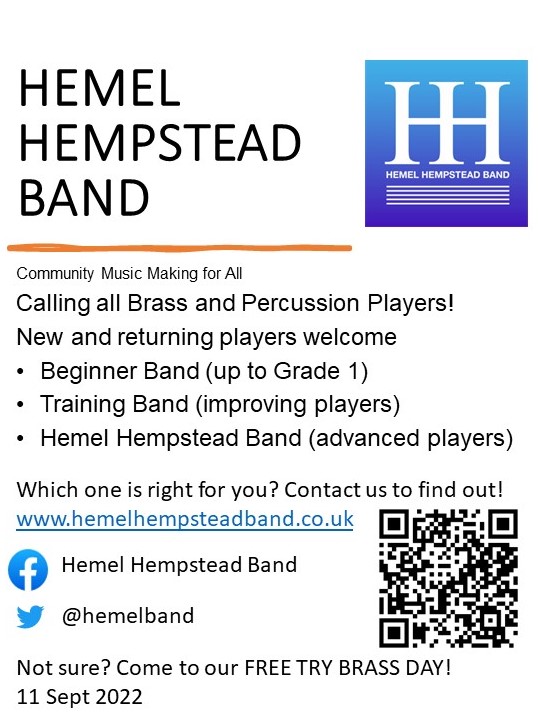 HEMEL
HEMPSTEAD
BAND
HH
HEMEL HEMPSTEAD BAND
Community Music Making for All
Calling all Brass and Percussion Players!
New and returning players welcome
• Beginner Band (up to Grade 1)
• Training Band (improving players)
• Hemel Hempstead Band (advanced players)
Which one is right for you? Contact us to find out!
www.hemelhempsteadband.co.uk
Hemel Hempstead Band
@hemelband
Not sure? Come to our FREE TRY BRASS DAY!
11 Sept 2022